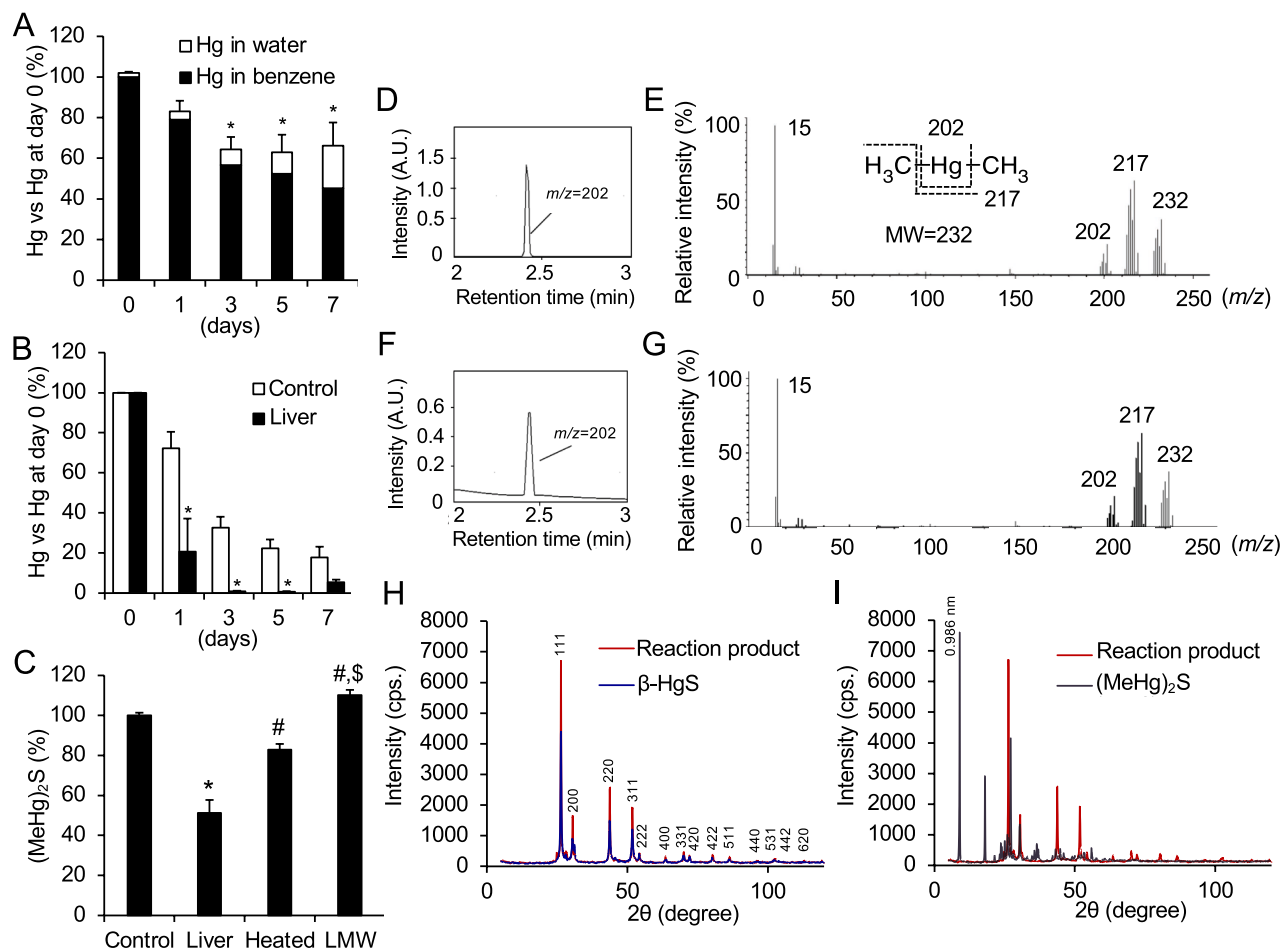 A
Hg vs Hg at day 0 (%)
120
100
80
60
40
20
0
Hg in water
Hg in benzene
*
*
*
0 1 3 5 7
(days)
B
Hg vs Hg at day 0 (%)
120
100
80
60
40
20
0
Control
Liver
*
*
*
0 1 3 5 7
(days)
C
(MeHg)₂S (%)
120
100
80
60
40
20
0
*
#
#,$
Control Liver Heated LMW
D
Intensity (A.U.)
1.5
1.0
0.5
0
m/z=202
2 2.5 3
Retention time (min)
E
Relative intensity (%)
100
50
0
15
202
H₃C Hg CH₃
217
MW=232
202
217
232
0 50 100 150 200 250 (m/z)
F
Intensity (A.U.)
0.6
0.4
0.2
0
m/z=202
2 2.5 3
Retention time (min)
G
Relative intensity (%)
100
50
0
15
202
217
232
0 50 100 150 200 250 (m/z)
H
Intensity (cps.)
8000
7000
6000
5000
4000
3000
2000
1000
0
Reaction product
β-HgS
111
200
220
311
222
400
331
420
422
511
440
531
442
620
0 50 100
2θ (degree)
I
Intensity (cps.)
8000
7000
6000
5000
4000
3000
2000
1000
0
0.986 nm
Reaction product
(MeHg)₂S
0 50 100
2θ (degree)